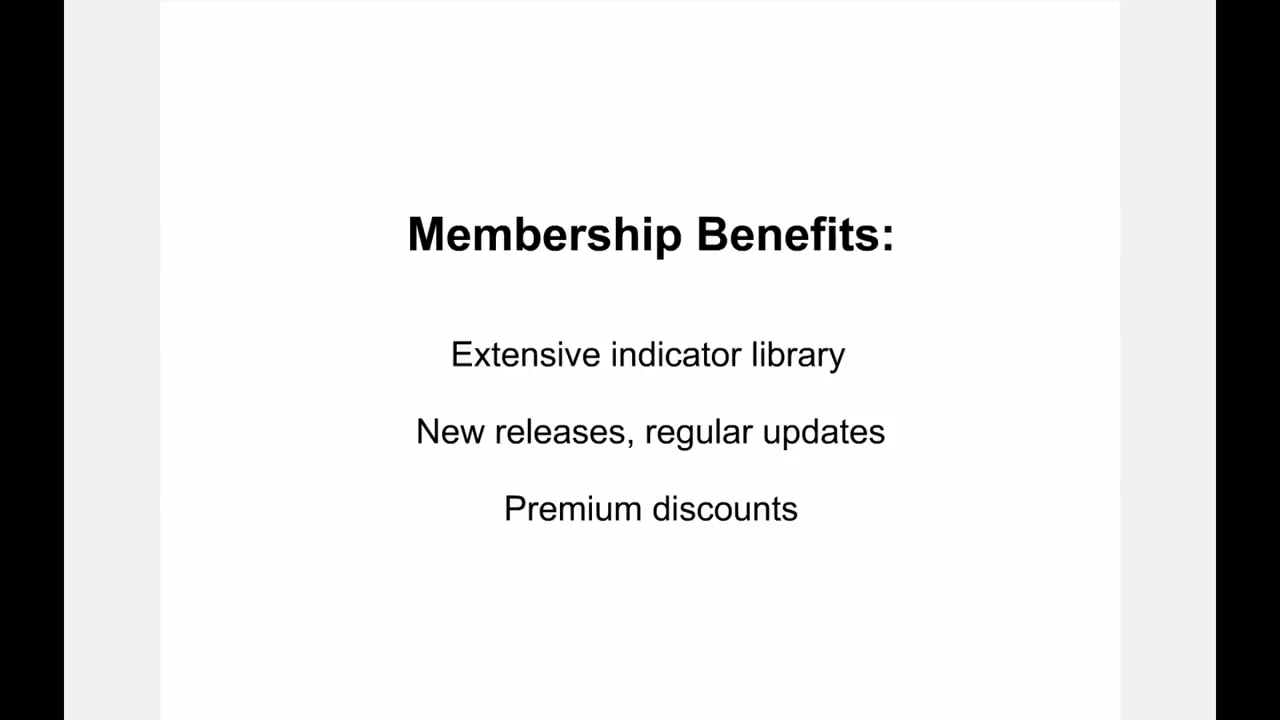 Membership Benefits:
Extensive indicator library
New releases, regular updates
Premium discounts